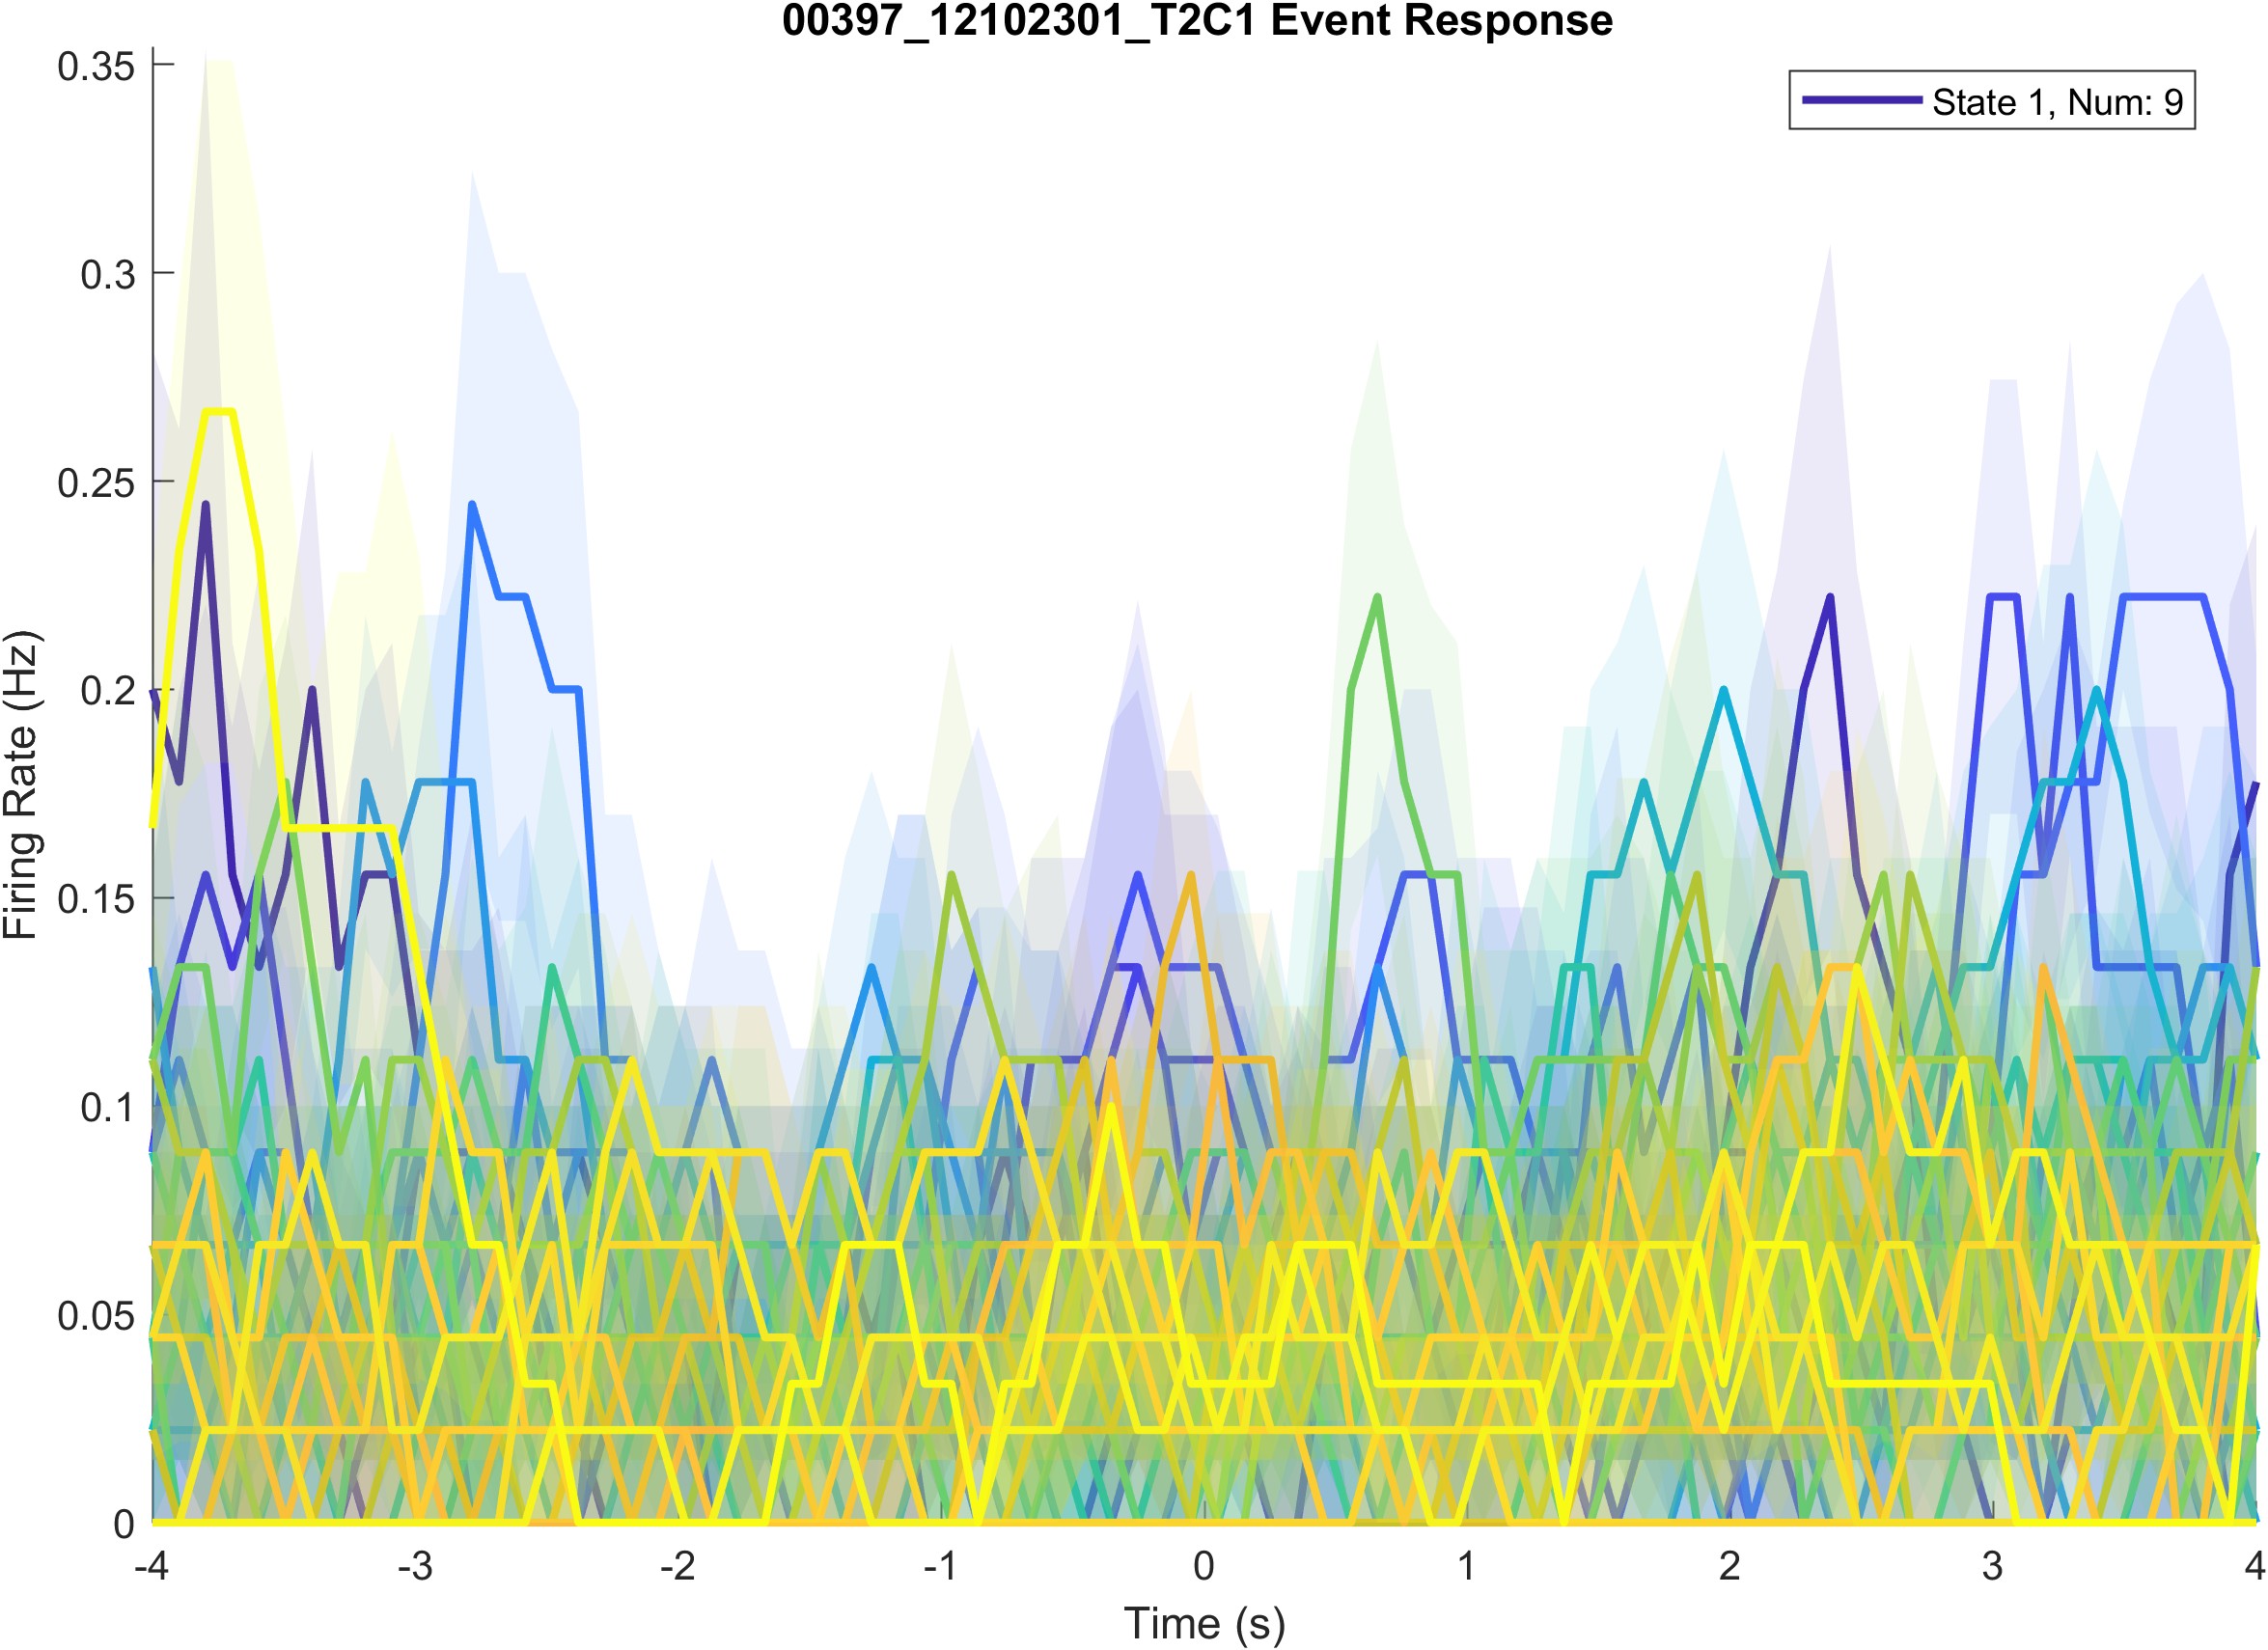 00397_12102301_T2C1 Event Response
State 1, Num: 9
Firing Rate (Hz)
0.35
0.3
0.25
0.2
0.15
0.1
0.05
0
-4 -3 -2 -1 0 1 2 3 4
Time (s)